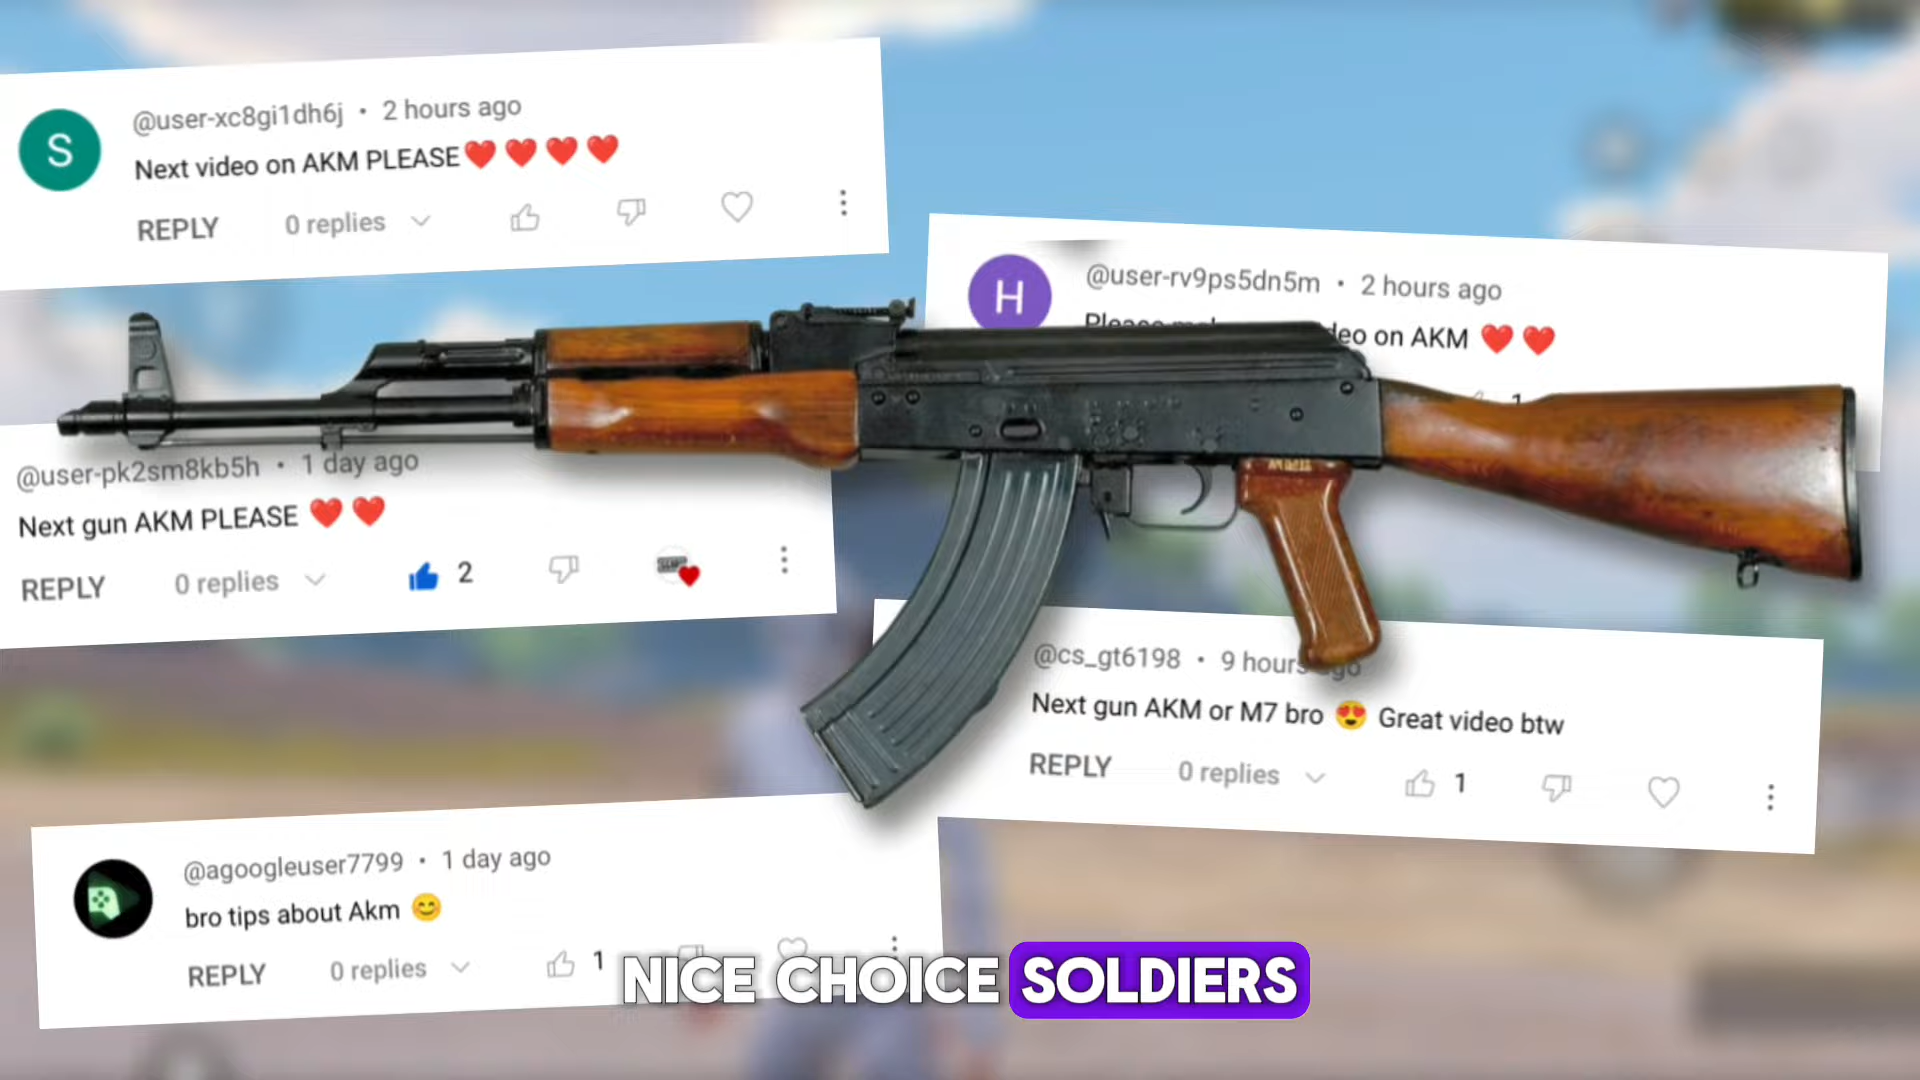 S
@user-xc8gi1dh6j • 2 hours ago
Next video on AKM PLEASE❤️❤️❤️❤️
REPLY 0 replies
H
@user-rv9ps5dn5m • 2 hours ago
Please on AKM ❤️❤️
1
@user-pk2sm8kb5h • 1 day ago
Next gun AKM PLEASE ❤️❤️
REPLY 0 replies 2
@cs_gt6198 • 9 hours ago
Next gun AKM or M7 bro 😍 Great video btw
REPLY 0 replies 1
@agoogleuser7799 • 1 day ago
bro tips about Akm 😊
REPLY 0 replies 1
NICE CHOICE SOLDIERS